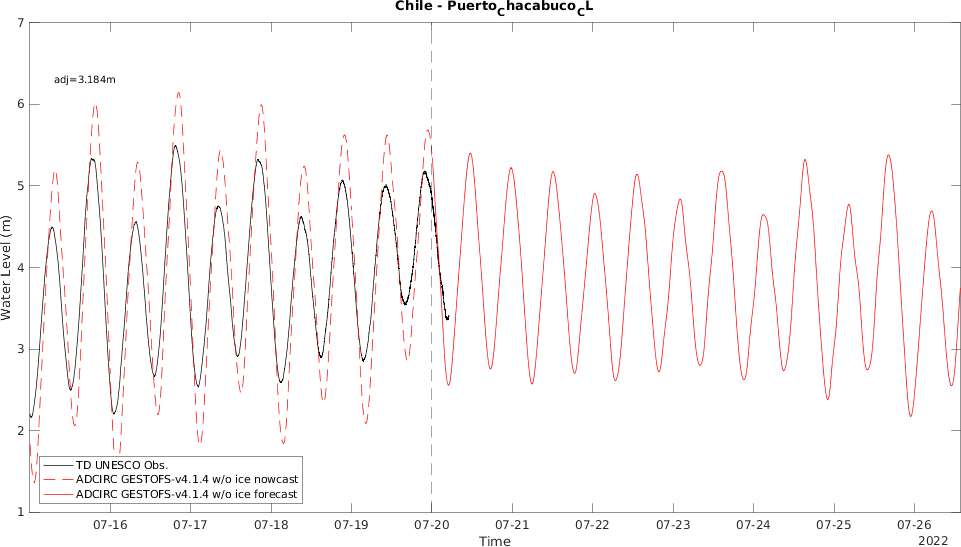 Chile - Puerto_Chacabuco_CL
7
adj=3.184m
6
5
4
3
2
1
Water Level (m)
TD UNESCO Obs.
ADCIRC GESTOFS-v4.1.4 w/o ice nowcast
ADCIRC GESTOFS-v4.1.4 w/o ice forecast
07-16 07-17 07-18 07-19 07-20 07-21 07-22 07-23 07-24 07-25 07-26
Time
2022